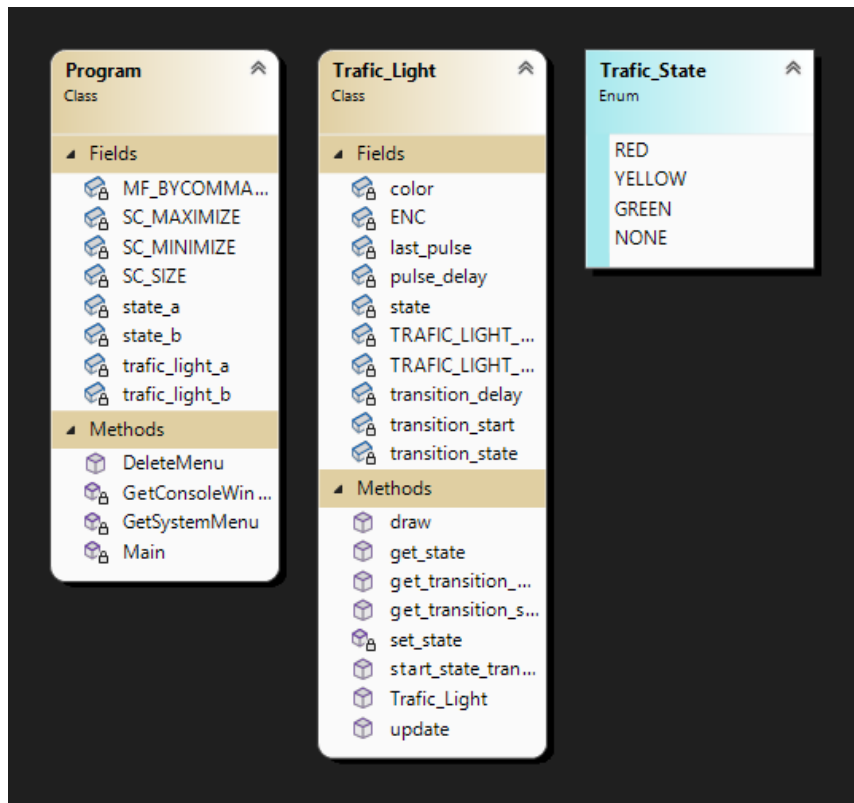 Program
Class
Fields
MF_BYCOMMA...
SC_MAXIMIZE
SC_MINIMIZE
SC_SIZE
state_a
state_b
trafic_light_a
trafic_light_b
Methods
DeleteMenu
GetConsoleWin...
GetSystemMenu
Main
Trafic_Light
Class
Fields
color
ENC
last_pulse
pulse_delay
state
TRAFIC_LIGHT_...
TRAFIC_LIGHT_...
transition_delay
transition_start
transition_state
Methods
draw
get_state
get_transition_...
get_transition_s...
set_state
start_state_tran...
Trafic_Light
update
Trafic_State
Enum
RED
YELLOW
GREEN
NONE